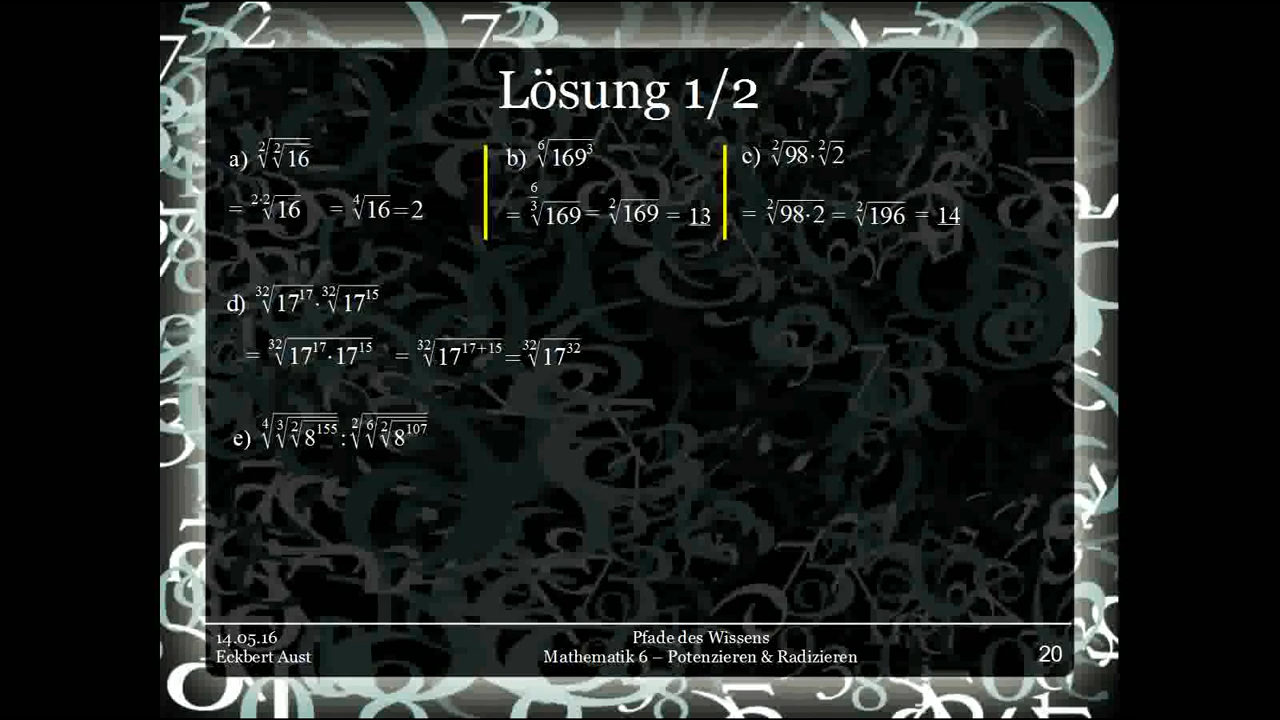 Lösung 1/2
a) ²√²√16
= ²·²√16 = ⁴√16=2
b) ⁶√169³
= 6/3√169= ²√169 = 13
c) ²√98·²√2
= ²√98·2 = ²√196 = 14
d) ³²√17¹⁷·³²√17¹⁵
= ³²√17¹⁷·17¹⁵ = ³²√17¹⁷⁺¹⁵=³²√17³²
e) ⁴√³√²√8¹⁵⁵:²√⁶√²√8¹⁰⁷
14.05.16
Eckbert Aust
Pfade des Wissens
Mathematik 6 – Potenzieren & Radizieren
20